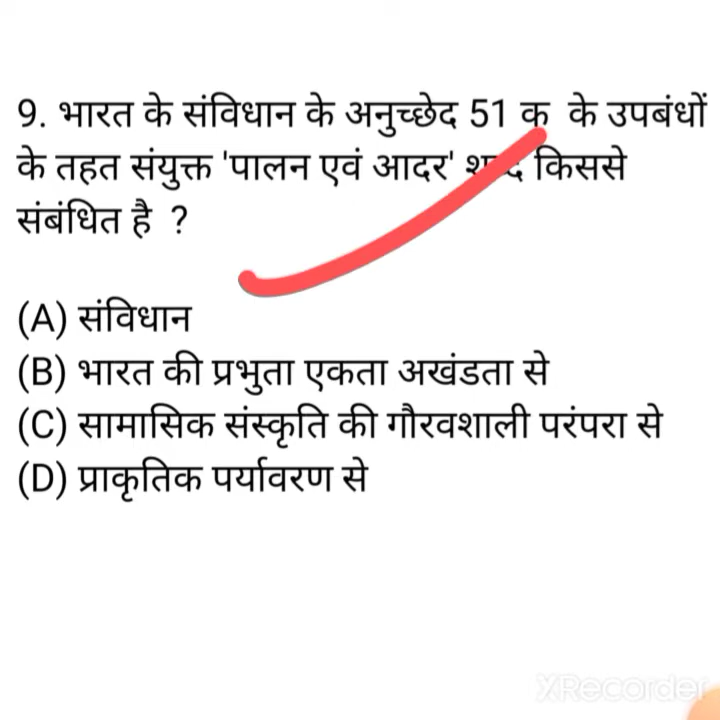 9. भारत के संविधान के अनुच्छेद 51 क के उपबंधों
के तहत संयुक्त 'पालन एवं आदर' शब्द किससे
संबंधित है ?
(A) संविधान
(B) भारत की प्रभुता एकता अखंडता से
(C) सामासिक संस्कृति की गौरवशाली परंपरा से
(D) प्राकृतिक पर्यावरण से
XRecorder